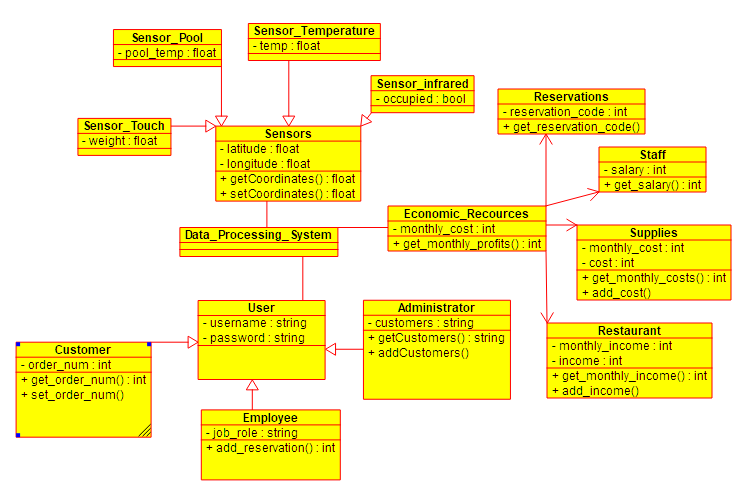 Sensor_Pool
- pool_temp : float
Sensor_Temperature
- temp : float
Sensor_infrared
- occupied : bool
Sensor_Touch
- weight : float
Sensors
- latitude : float
- longitude : float
+ getCoordinates() : float
+ setCoordinates() : float
Reservations
- reservation_code : int
+ get_reservation_code()
Staff
- salary : int
+ get_salary() : int
Economic_Recources
- monthly_cost : int
+ get_monthly_profits() : int
Data_Processing_System
Supplies
- monthly_cost : int
- cost : int
+ get_monthly_costs() : int
+ add_cost()
User
- username : string
- password : string
Administrator
- customers : string
+ getCustomers() : string
+ addCustomers()
Restaurant
- monthly_income : int
- income : int
+ get_monthly_income() : int
+ add_income()
Customer
- order_num : int
+ get_order_num() : int
+ set_order_num()
Employee
- job_role : string
+ add_reservation() : int